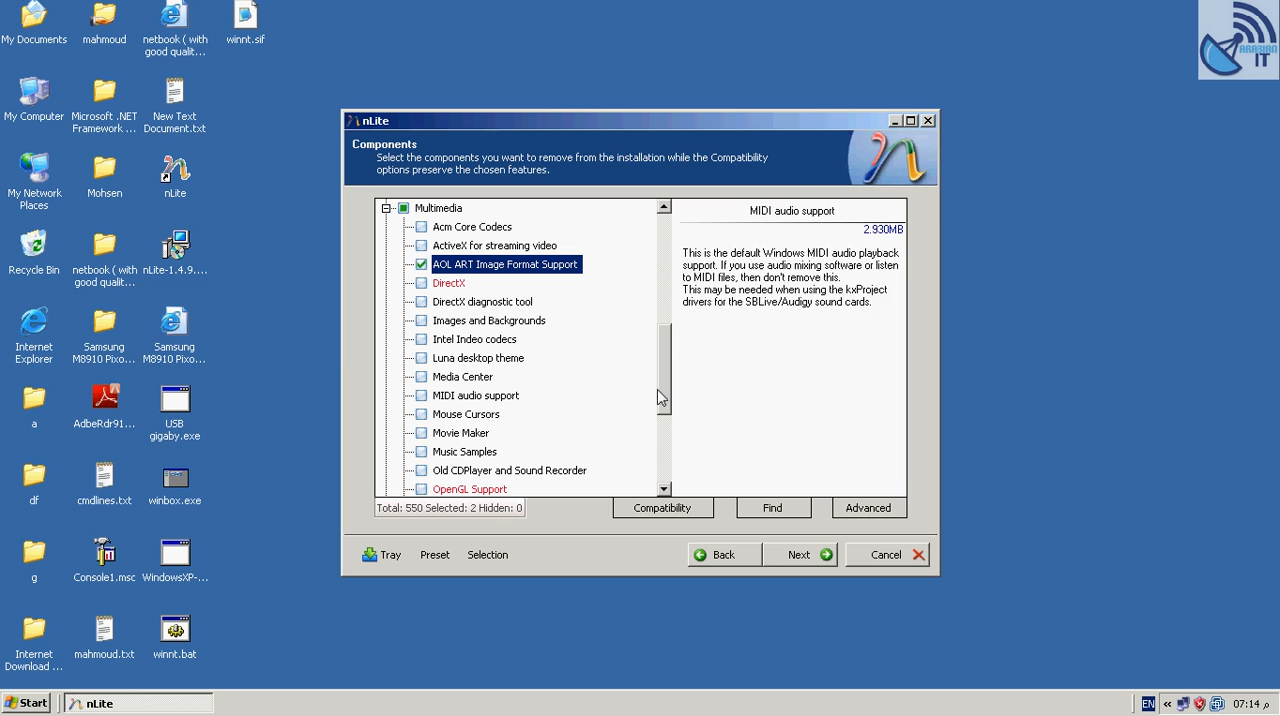 My Documents
mahmoud
netbook ( with
good qualit...
winnt.sif
ARABIAN
IT
My Computer
Microsoft .NET
Framework ...
New Text
Document.txt
My Network
Places
Mohsen
nLite
Recycle Bin
netbook ( with
good qualit...
nLite-1.4.9....
Internet
Explorer
Samsung
M8910 Pixo...
Samsung
M8910 Pixo...
a
AdbeRdr91...
USB
gigaby.exe
df
cmdlines.txt
winbox.exe
g
Console1.msc
WindowsXP-...
Internet
Download ...
mahmoud.txt
winnt.bat
nLite
Components
Select the components you want to remove from the installation while the Compatibility
options preserve the chosen features.
Multimedia
Acm Core Codecs
ActiveX for streaming video
AOL ART Image Format Support
DirectX
DirectX diagnostic tool
Images and Backgrounds
Intel Indeo codecs
Luna desktop theme
Media Center
MIDI audio support
Mouse Cursors
Movie Maker
Music Samples
Old CDPlayer and Sound Recorder
OpenGL Support
MIDI audio support
2.930MB
This is the default Windows MIDI audio playback
support. If you use audio mixing software or listen
to MIDI files, then don't remove this.
This may be needed when using the kxProject
drivers for the SBLive/Audigy sound cards.
Total: 550 Selected: 2 Hidden: 0
Compatibility
Find
Advanced
Tray
Preset
Selection
Back
Next
Cancel
Start
nLite
EN
07:14 م